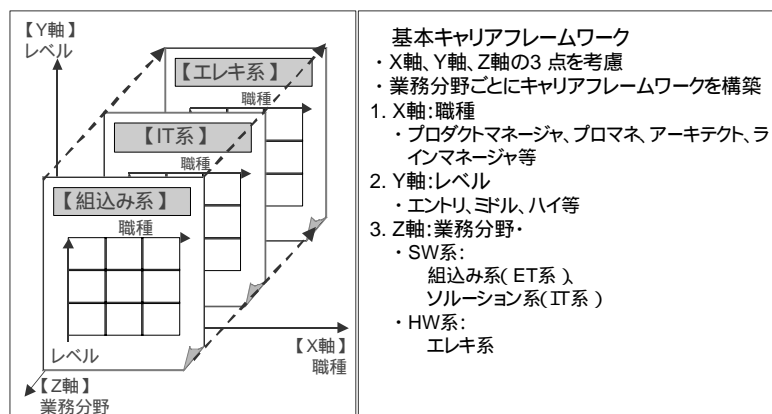 【Y軸】
レベル
【エレキ系】
職種
【IT系】
職種
【組込み系】
職種
レベル
【X軸】
職種
【Z軸】
業務分野
基本キャリアフレームワーク
・X軸、Y軸、Z軸の3 点を考慮
・業務分野ごとにキャリアフレームワークを構築
1. X軸:職種
・プロダクトマネージャ、プロマネ、アーキテクト、ラ
インマネージャ等
2. Y軸:レベル
・エントリ、ミドル、ハイ等
3. Z軸:業務分野・
・SW系:
組込み系( ET系 )、
ソルーション系( IT系 )
・HW系:
エレキ系